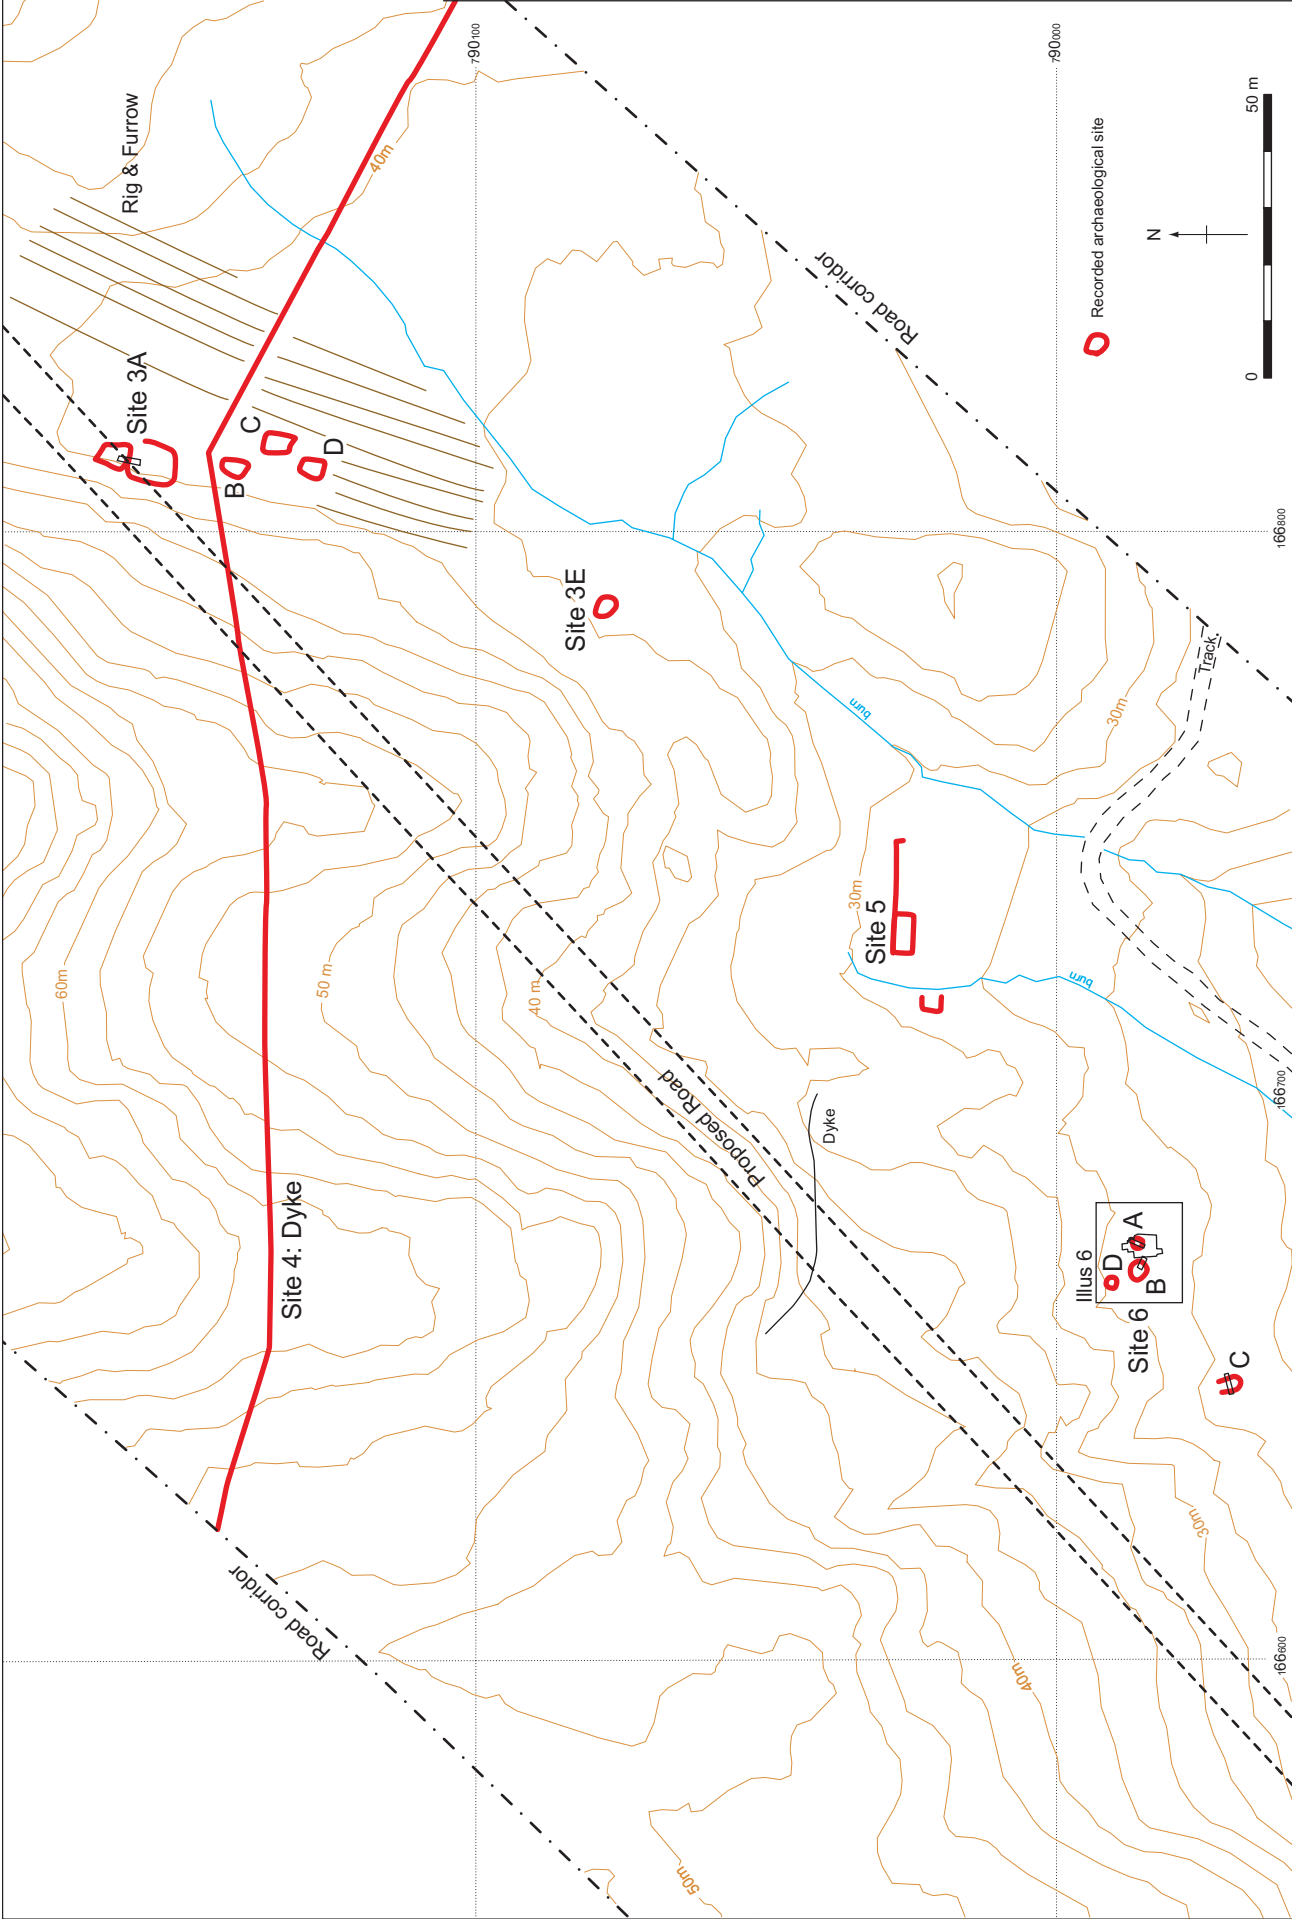 Rig & Furrow
40m
790100
790000
50 m
0
Recorded archaeological site
N
Site 3A
B
C
D
Road corridor
166800
Site 3E
burn
Track
30m
60m
50 m
40 m
30m
Site 5
burn
Proposed Road
Dyke
166700
Site 4: Dyke
Illus 6
D
A
B
Site 6
C
30m
Road corridor
40m
166600
50m